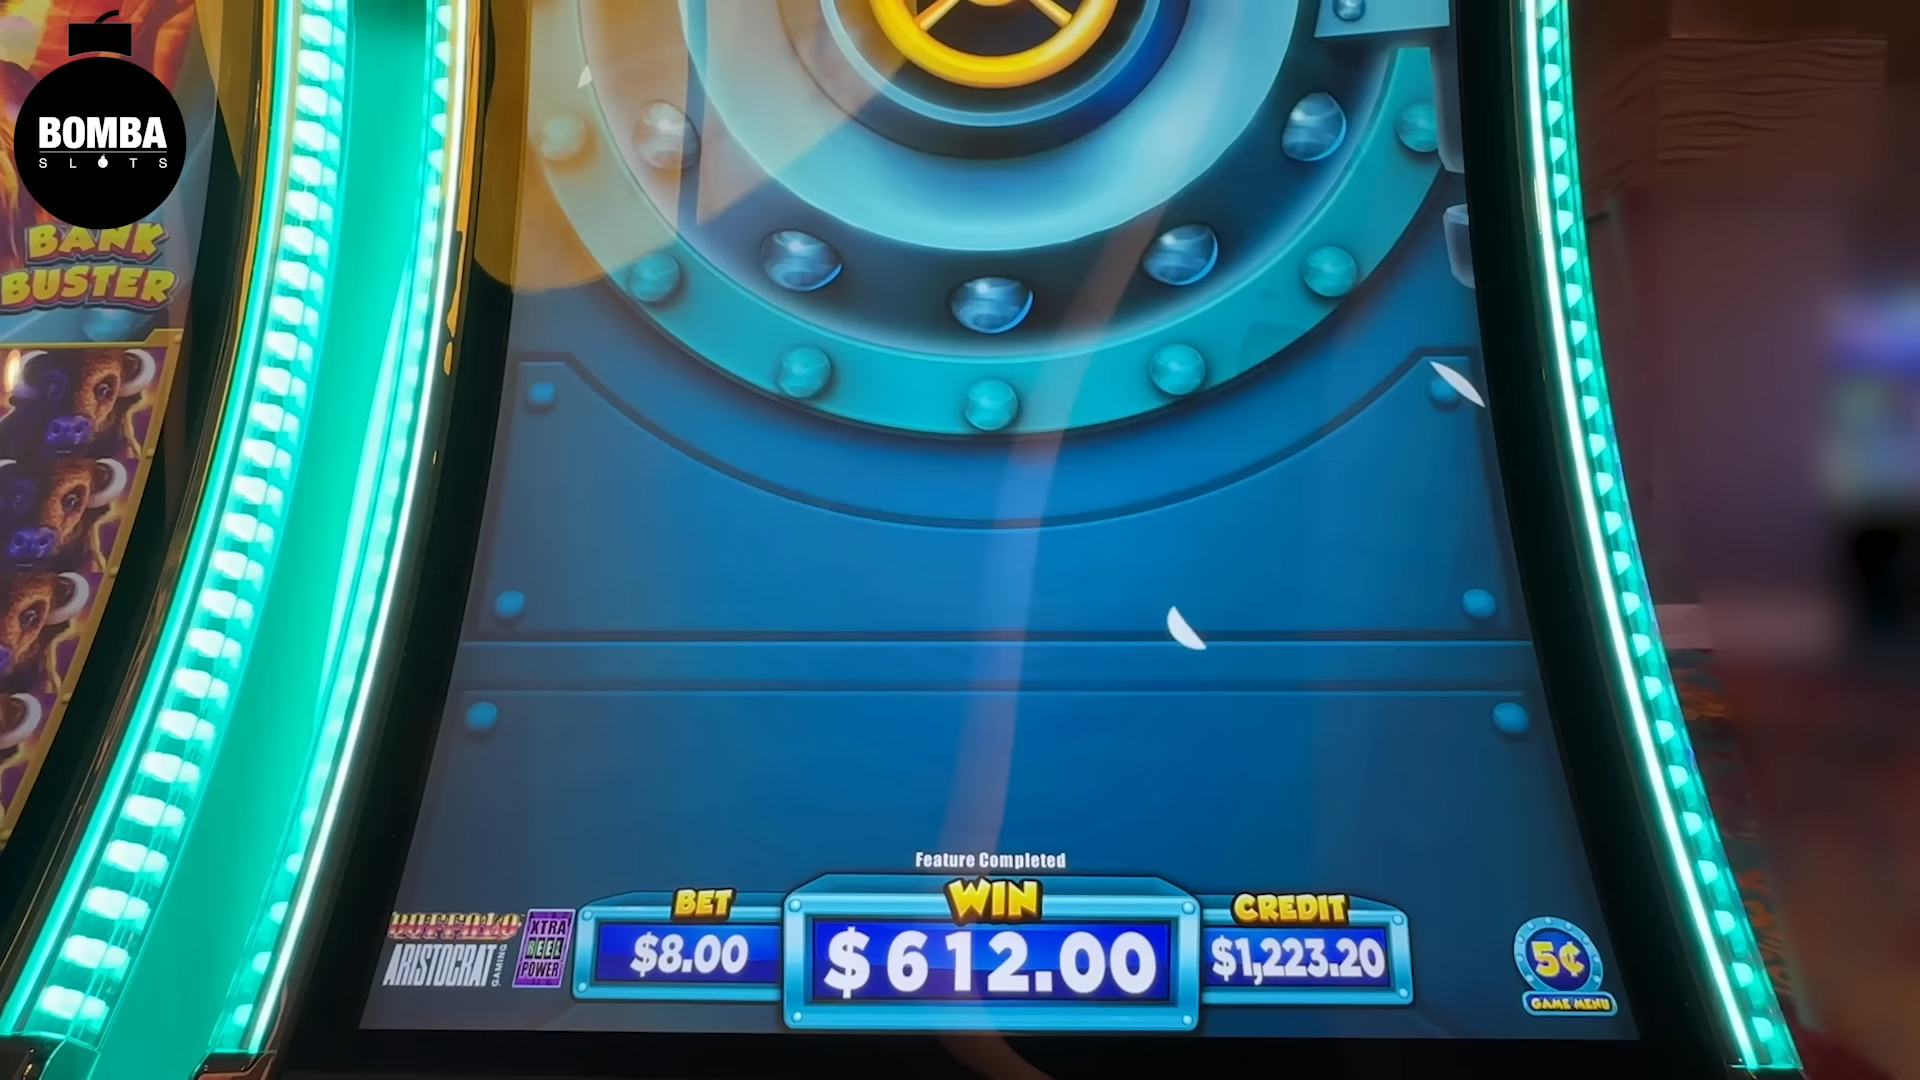 BOMBA
SLOTS
BANK
BUSTER
Feature Completed
BET
WIN
CREDIT
BUFFALO
ARISTOCRAT
GAMING
XTRA
REEL
POWER
$8.00
$612.00
$1,223.20
5¢
GAME MENU